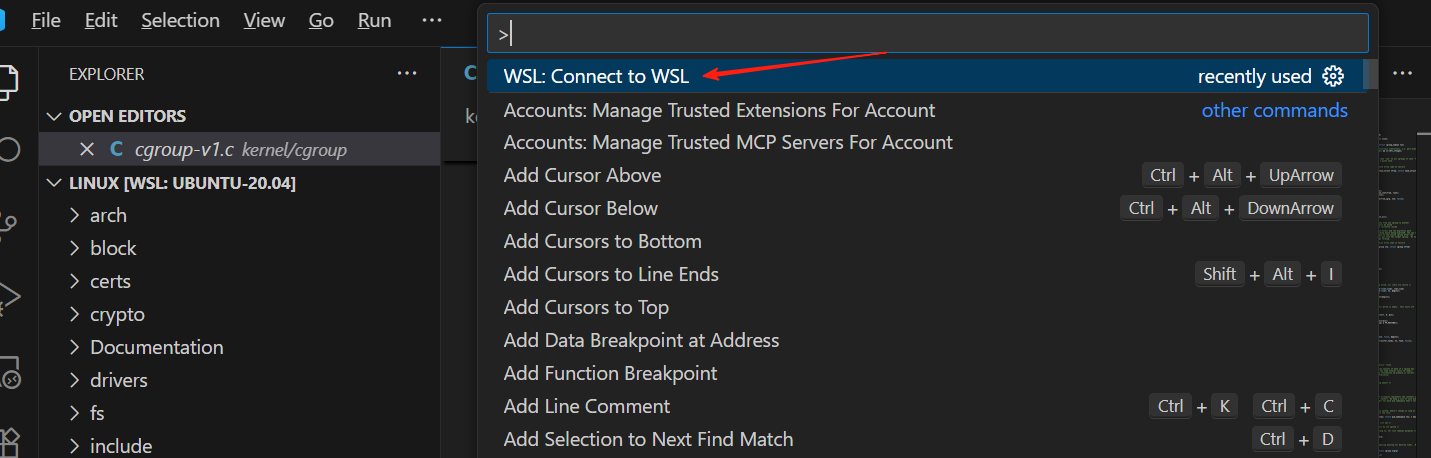 File Edit Selection View Go Run ...
>
EXPLORER ...
OPEN EDITORS
C cgroup-v1.c kernel/cgroup
LINUX [WSL: UBUNTU-20.04]
arch
block
certs
crypto
Documentation
drivers
fs
include
WSL: Connect to WSL recently used
Accounts: Manage Trusted Extensions For Account other commands
Accounts: Manage Trusted MCP Servers For Account
Add Cursor Above Ctrl + Alt + UpArrow
Add Cursor Below Ctrl + Alt + DownArrow
Add Cursors to Bottom
Add Cursors to Line Ends Shift + Alt + I
Add Cursors to Top
Add Data Breakpoint at Address
Add Function Breakpoint
Add Line Comment Ctrl + K Ctrl + C
Add Selection to Next Find Match Ctrl + D